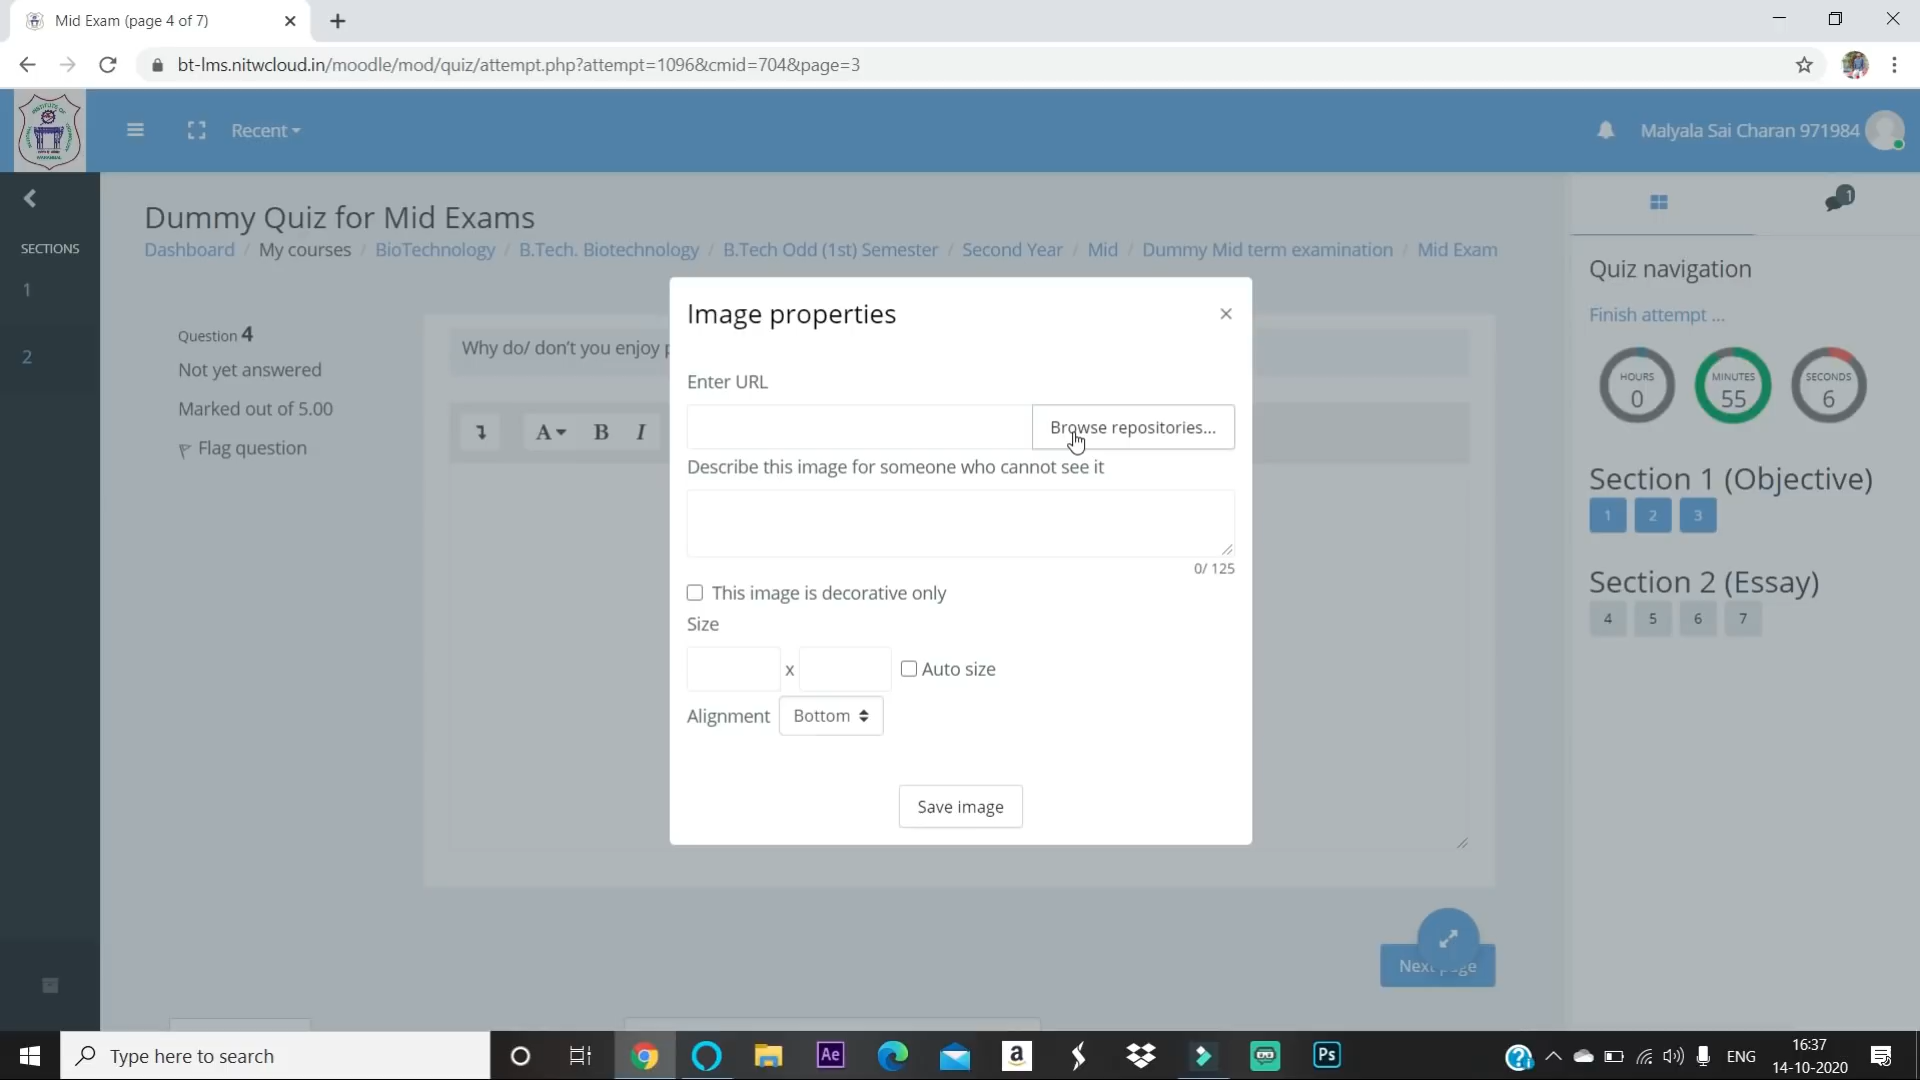 Mid Exam (page 4 of 7)
bt-lms.nitwcloud.in/moodle/mod/quiz/attempt.php?attempt=1096&cmid=704&page=3
Recent
Malyala Sai Charan 971984
SECTIONS
1
2
Dummy Quiz for Mid Exams
Dashboard / My courses / BioTechnology / B.Tech. Biotechnology / B.Tech Odd (1st) Semester / Second Year / Mid / Dummy Mid term examination / Mid Exam
Question 4
Not yet answered
Marked out of 5.00
Flag question
Why do/ don't you enjoy
A B I
Image properties
×
Enter URL
Browse repositories...
Describe this image for someone who cannot see it
0/ 125
This image is decorative only
Size
x
Auto size
Alignment Bottom
Save image
Next page
1
Quiz navigation
Finish attempt ...
HOURS
0
MINUTES
55
SECONDS
6
Section 1 (Objective)
1 2 3
Section 2 (Essay)
4 5 6 7
Type here to search
Ae
a
Ps
ENG
16:37
14-10-2020